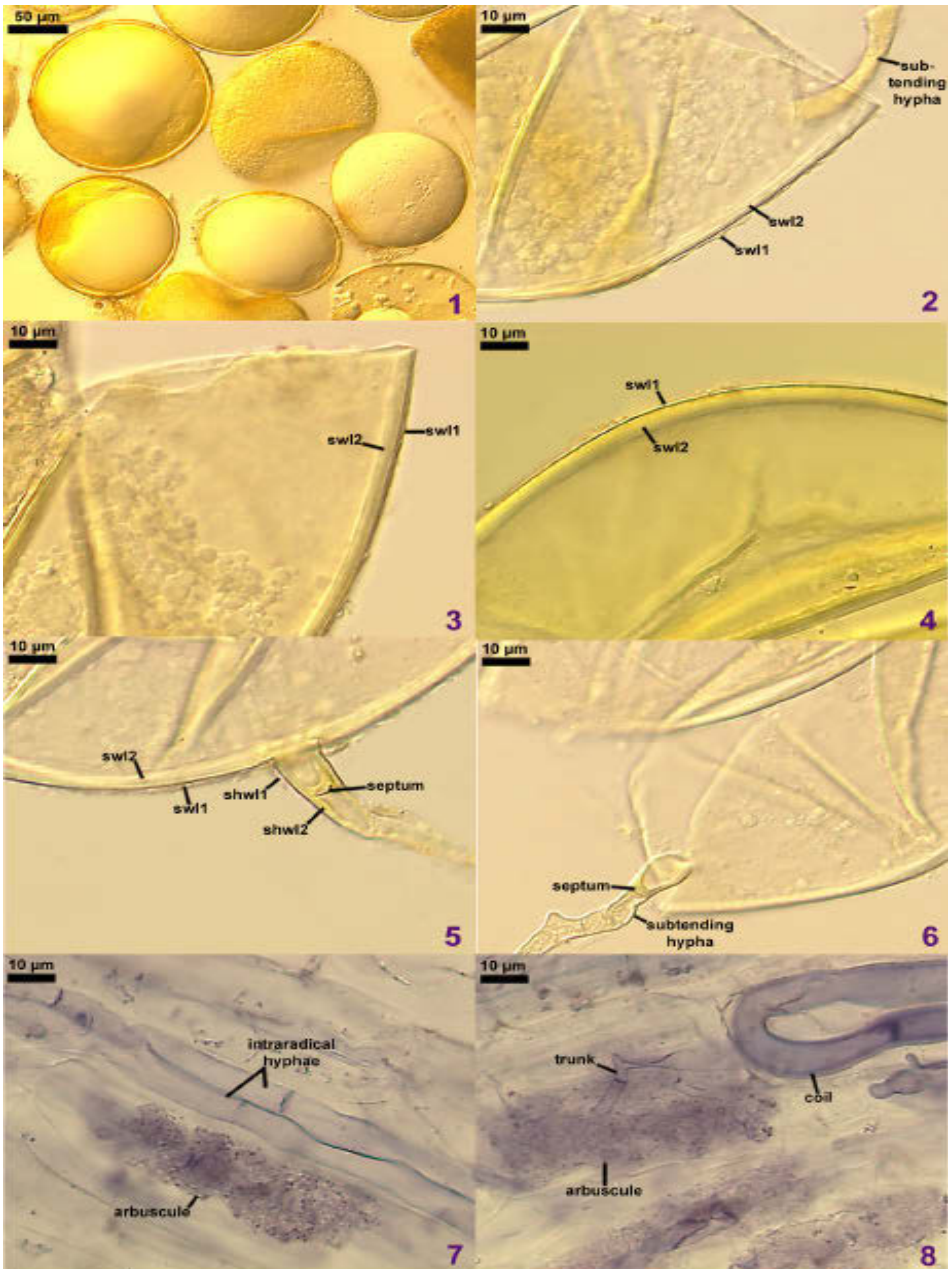 50 µm
1
10 µm
sub-
tending
hypha
swl2
swl1
2
10 µm
swl2
swl1
3
10 µm
swl1
swl2
4
10 µm
swl2
swl1
shwl1
septum
shwl2
5
10 µm
septum
subtending
hypha
6
10 µm
intraradical
hyphae
arbuscule
7
10 µm
trunk
coil
arbuscule
8